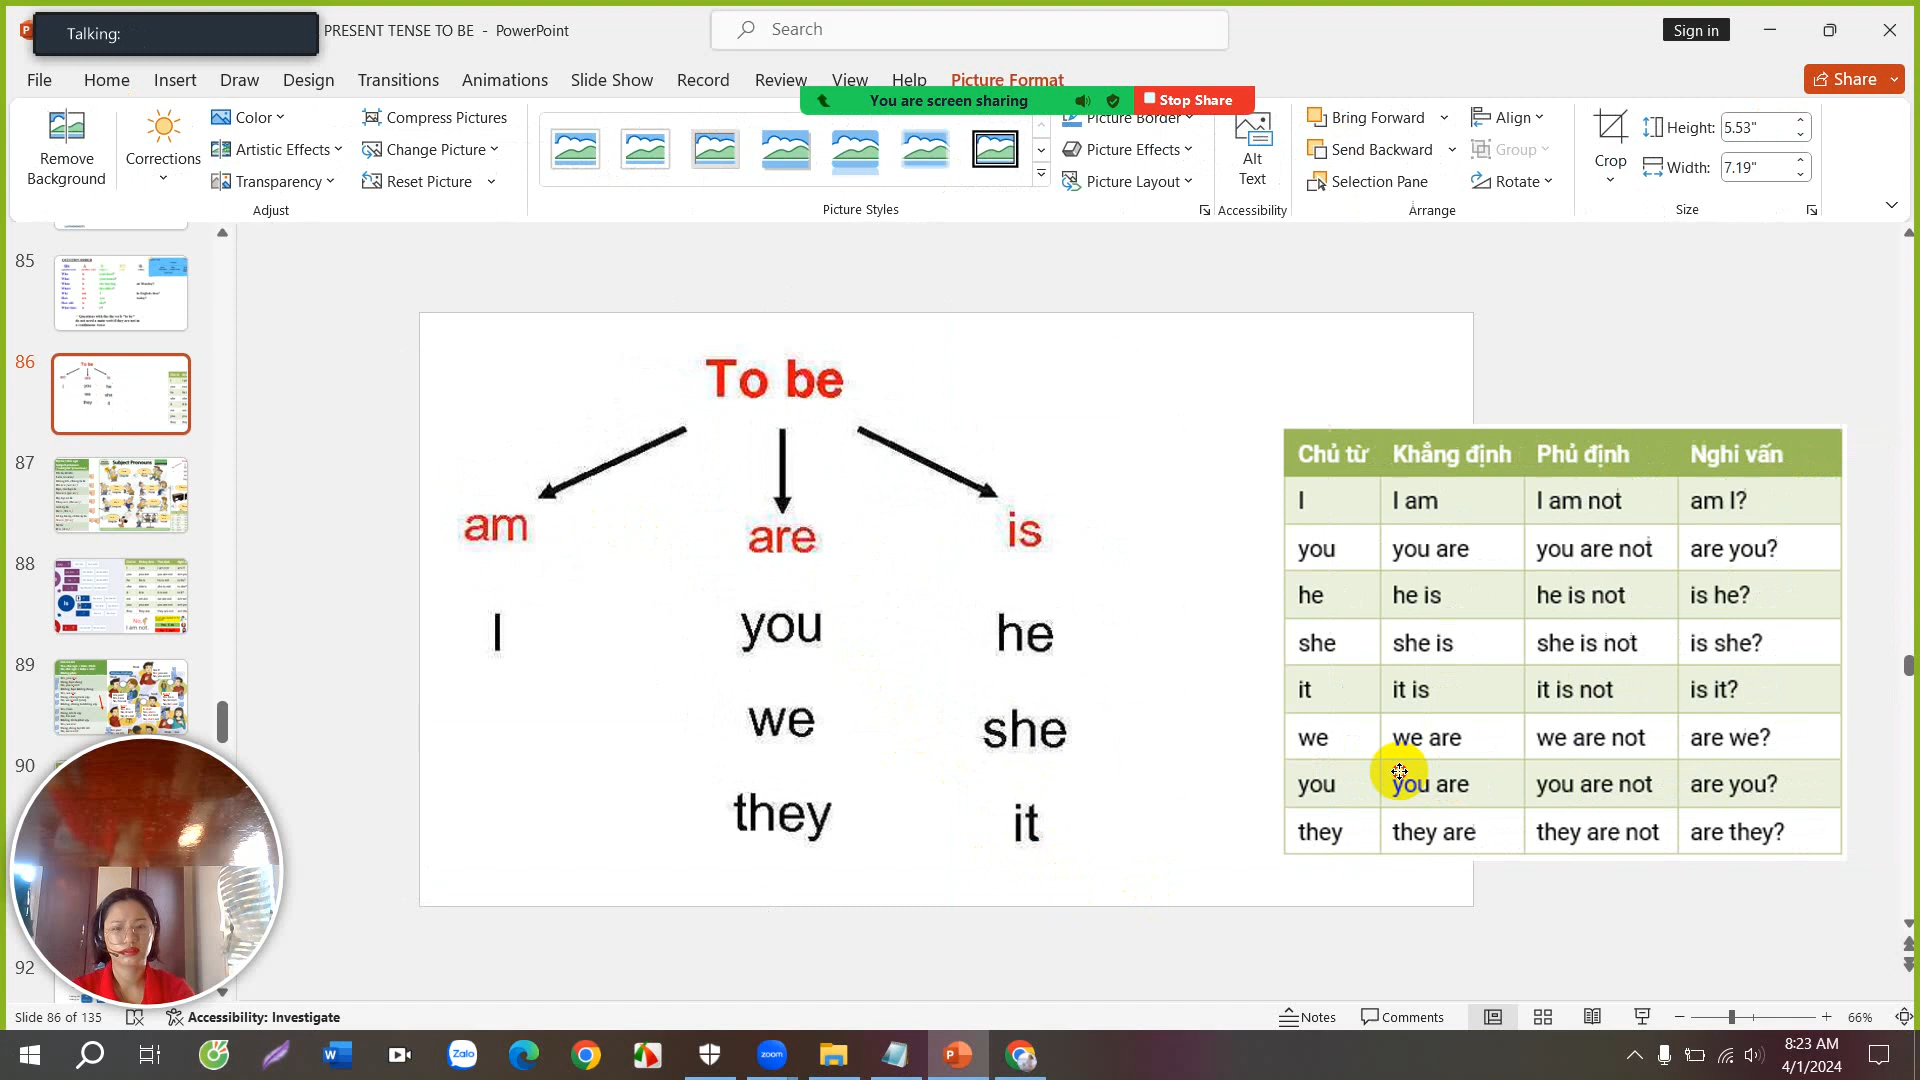 Talking:
PRESENT TENSE TO BE - PowerPoint
Search
Sign in
File Home Insert Draw Design Transitions Animations Slide Show Record Review View Help Picture Format
Share
You are screen sharing
Stop Share
Remove Background
Corrections
Color
Artistic Effects
Transparency
Compress Pictures
Change Picture
Reset Picture
Adjust
Picture Styles
Picture Border
Picture Effects
Picture Layout
Alt Text
Accessibility
Bring Forward
Send Backward
Selection Pane
Align
Group
Rotate
Arrange
Crop
Height: 5.53"
Width: 7.19"
Size
85
86
87
Subject Pronouns
88
89
90
92
To be
am are is
I you he
we she
they it
Chủ từ Khẳng định Phủ định Nghi vấn
I I am I am not am I?
you you are you are not are you?
he he is he is not is he?
she she is she is not is she?
it it is it is not is it?
we we are we are not are we?
you you are you are not are you?
they they are they are not are they?
Slide 86 of 135
Accessibility: Investigate
Notes
Comments
66%
Zalo
zoom
8:23 AM
4/1/2024